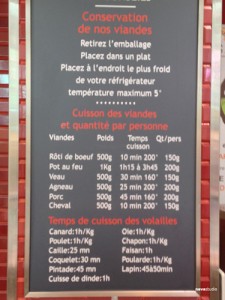 Conservation
de nos viandes
Retirez l'emballage
Placez dans un plat
Placez à l'endroit le plus froid
de votre réfrigérateur
température maximum 5°
Cuisson des viandes
et quantité par personne
Viandes Poids Temps cuisson Qt/pers
Rôti de boeuf 500g 10 min 200° 150g
Pot au feu 1Kg 1h15 à 3h45 200g
Veau 500g 30 min 160° 150g
Agneau 500g 25 min 200° 200g
Porc 500g 45 min 160° 200g
Cheval 500g 10 min 200° 150g
Temps de cuisson des volailles
Canard:1h/Kg Oie:1h/Kg
Poulet:1h/Kg Chapon:1h/Kg
Caille:25 mn Faisan:1h
Coquelet:30 mn Poularde:1h/Kg
Pintade:45 mn Lapin:45à50mn
Cuisse de dinde:1h